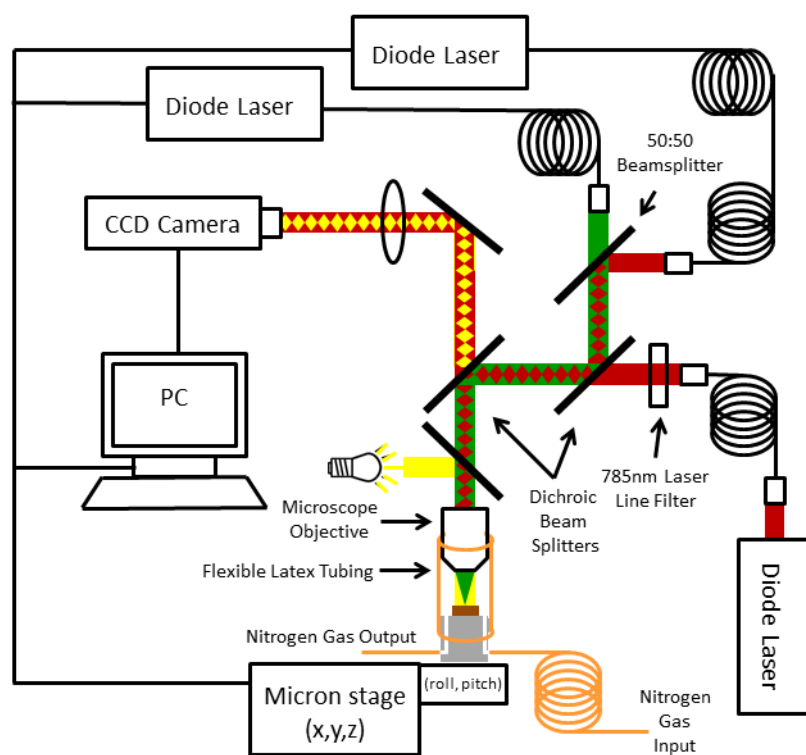 Diode Laser
Diode Laser
50:50
Beamsplitter
CCD Camera
PC
785nm Laser
Line Filter
Dichroic
Beam
Splitters
Microscope
Objective
Flexible Latex Tubing
Diode Laser
Nitrogen Gas Output
(roll, pitch)
Micron stage
(x,y,z)
Nitrogen
Gas
Input